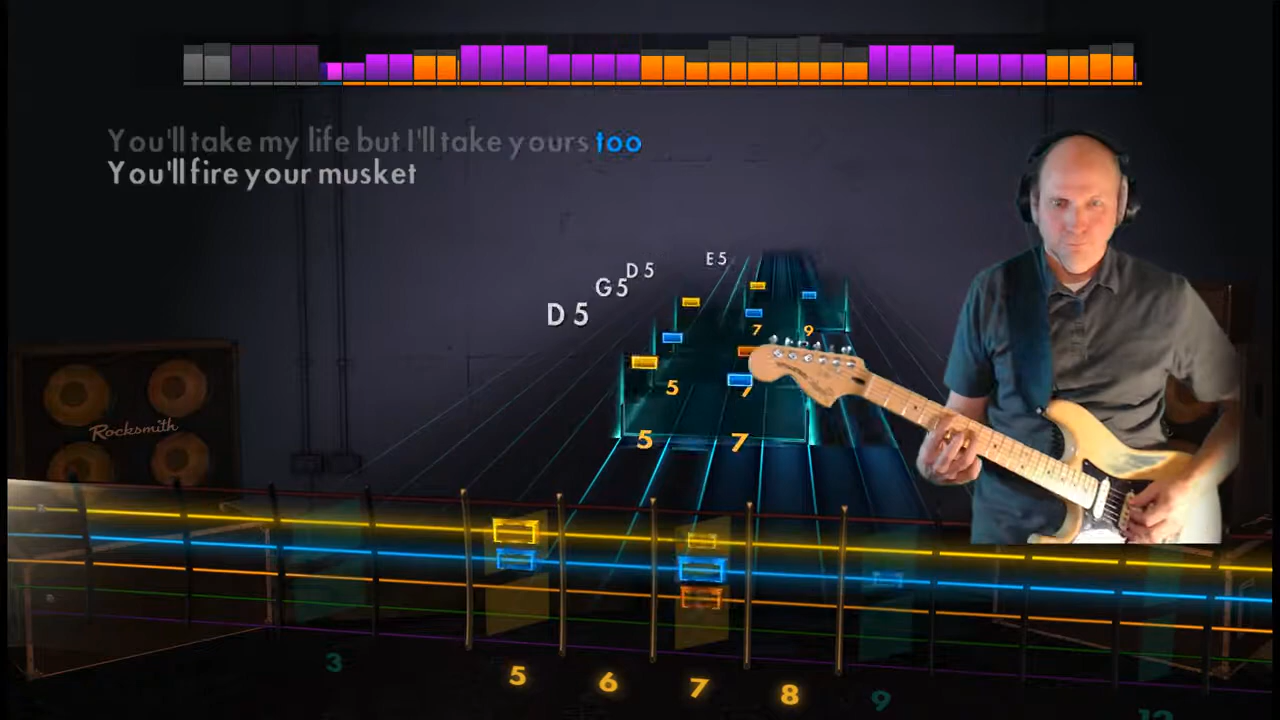 You'll take my life but I'll take yours too
You'll fire your musket
E 5
D 5
G 5
D 5
7 9
5 7
5 7
Rocksmith
3 5 6 7 8 9 12